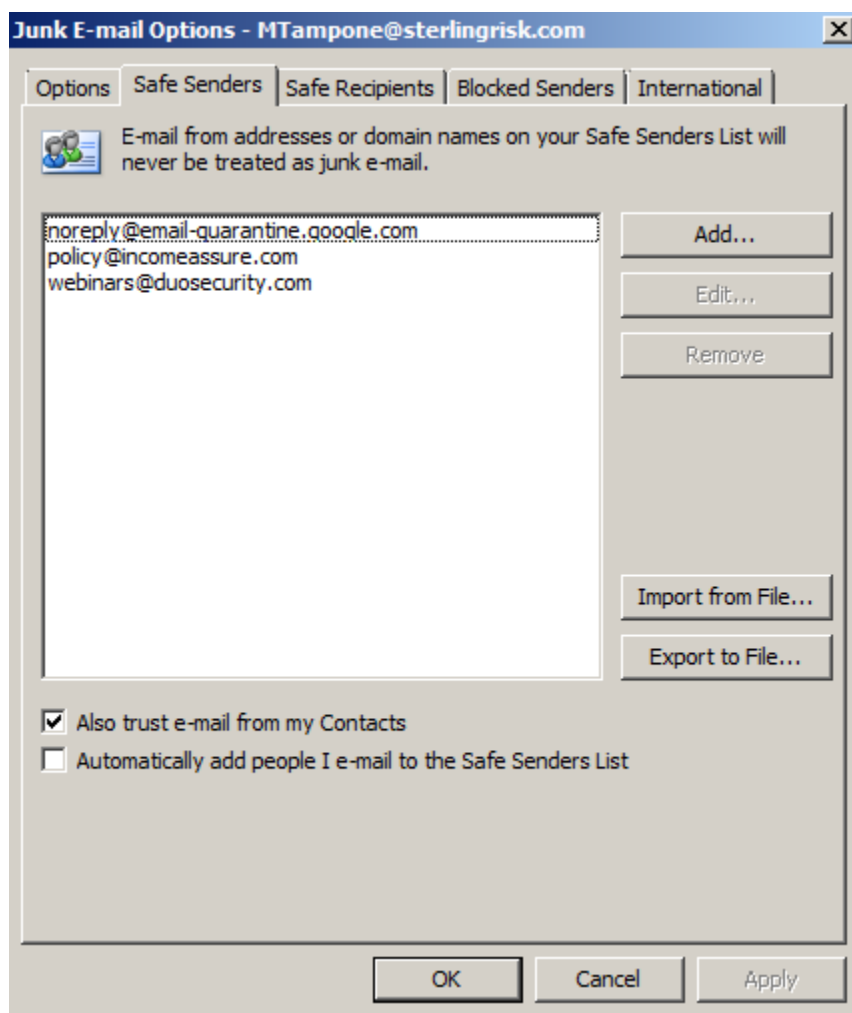 Junk E-mail Options - MTampone@sterlingrisk.com
Options
Safe Senders
Safe Recipients
Blocked Senders
International
E-mail from addresses or domain names on your Safe Senders List will
never be treated as junk e-mail.
noreply@email-quarantine.google.com
policy@incomeassure.com
webinars@duosecurity.com
Add...
Edit...
Remove
Import from File...
Export to File...
Also trust e-mail from my Contacts
Automatically add people I e-mail to the Safe Senders List
OK
Cancel
Apply